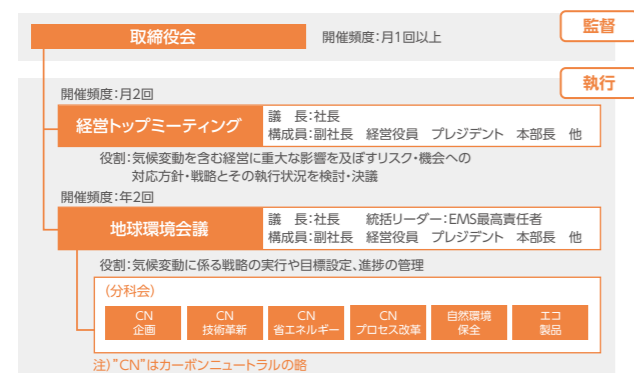 監督
取締役会
開催頻度:月1回以上
執行
開催頻度:月2回
経営トップミーティング
議 長:社長
構成員:副社長 経営役員 プレジデント 本部長 他
役割:気候変動を含む経営に重大な影響を及ぼすリスク・機会への
対応方針・戦略とその執行状況を検討・決議
開催頻度:年2回
地球環境会議
議 長:社長 統括リーダー:EMS最高責任者
構成員:副社長 経営役員 プレジデント 本部長 他
役割:気候変動に係る戦略の実行や目標設定、進捗の管理
(分科会)
CN
企画
CN
技術革新
CN
省エネルギー
CN
プロセス改革
自然環境
保全
エコ
製品
注)"CN"はカーボンニュートラルの略